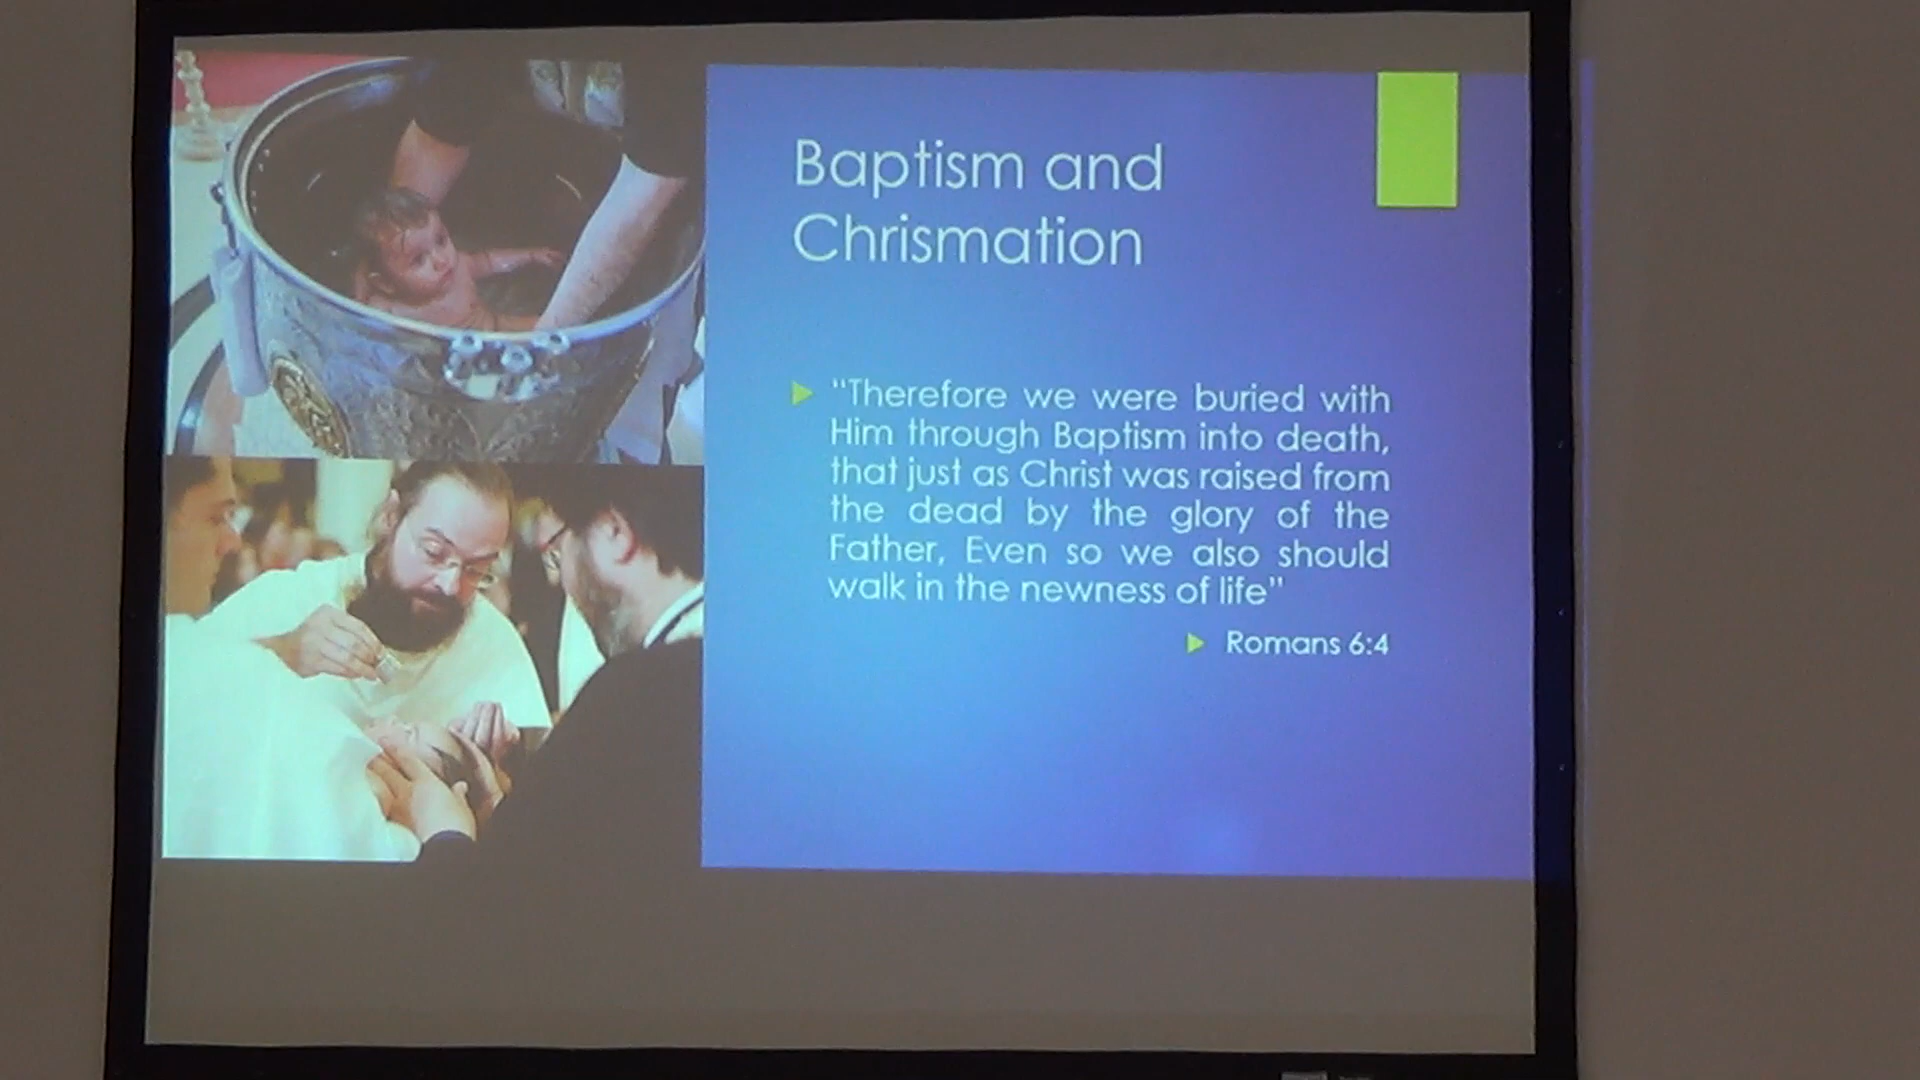 Baptism and
Chrismation
"Therefore we were buried with
Him through Baptism into death,
that just as Christ was raised from
the dead by the glory of the
Father, Even so we also should
walk in the newness of life"
Romans 6:4